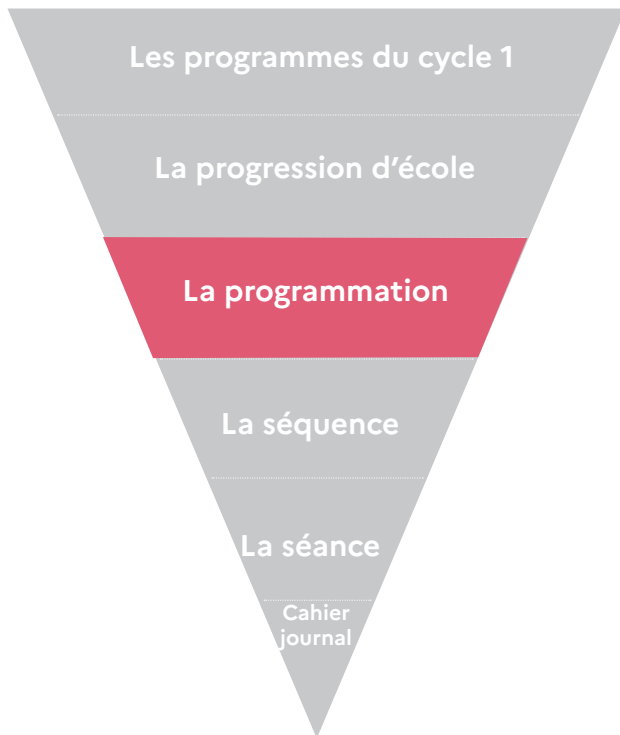 Les programmes du cycle 1
La progression d’école
La programmation
La séquence
La séance
Cahier
journal